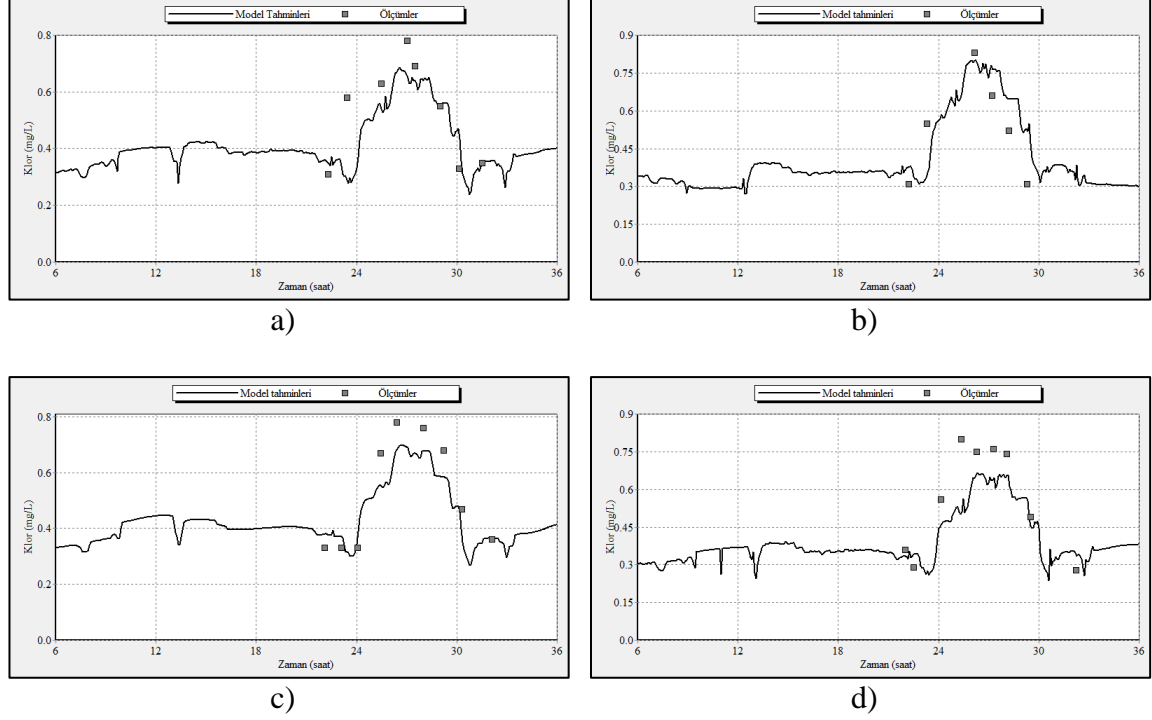 Model Tahminleri Ölçümler
Klor (mg/L)
0.8
0.6
0.4
0.2
0.0
6 12 18 24 30 36
Zaman (saat)
a)
Model tahminleri Ölçümler
Klor (mg/L)
0.9
0.75
0.6
0.45
0.3
0.15
0.0
6 12 18 24 30 36
Zaman (saat)
b)
Model tahminleri Ölçümler
Klor (mg/L)
0.8
0.6
0.4
0.2
0.0
6 12 18 24 30 36
Zaman (saat)
c)
Model tahminleri Ölçümler
Klor (mg/L)
0.9
0.75
0.6
0.45
0.3
0.15
0.0
6 12 18 24 30 36
Zaman (saat)
d)